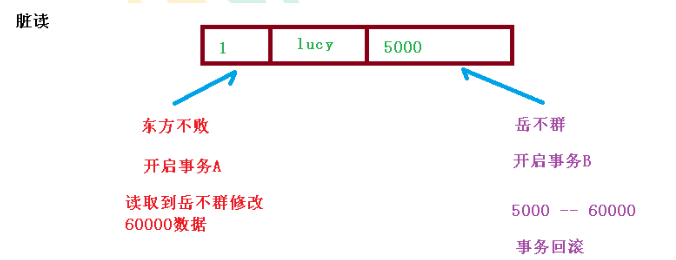 脏读
1 lucy 5000
东方不败
岳不群
开启事务A
开启事务B
读取到岳不群修改
60000数据
5000 -- 60000
事务回滚